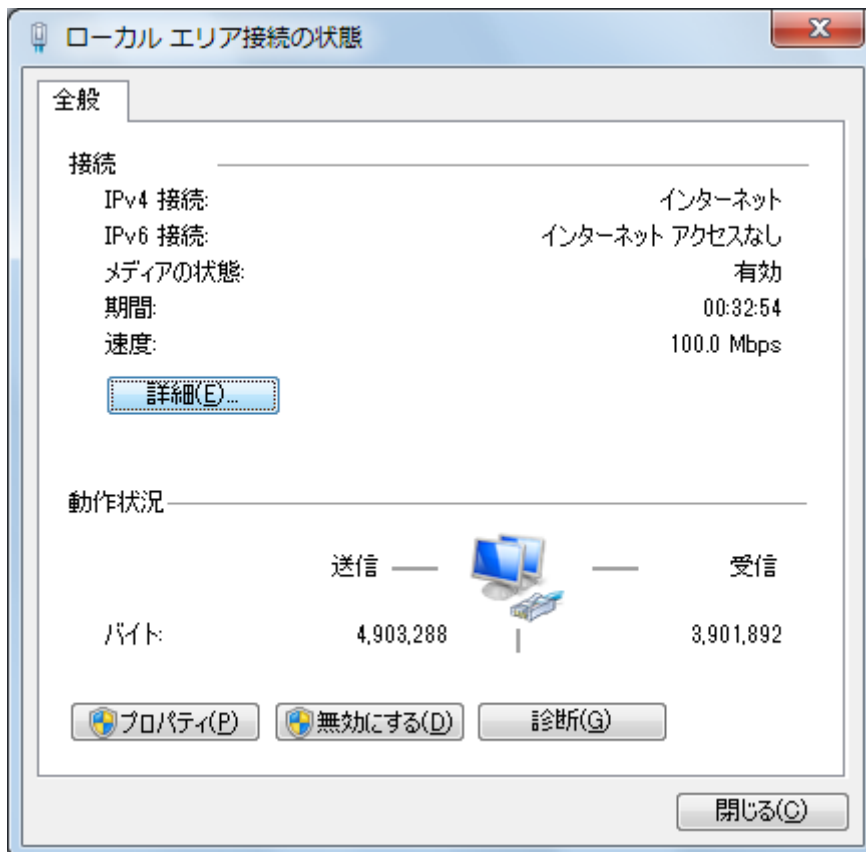 ローカル エリア接続の状態
全般
接続
IPv4 接続: インターネット
IPv6 接続: インターネット アクセスなし
メディアの状態: 有効
期間: 00:32:54
速度: 100.0 Mbps
詳細(E)...
動作状況
送信 受信
バイト: 4,903,288 3,901,892
プロパティ(P) 無効にする(D) 診断(G)
閉じる(C)